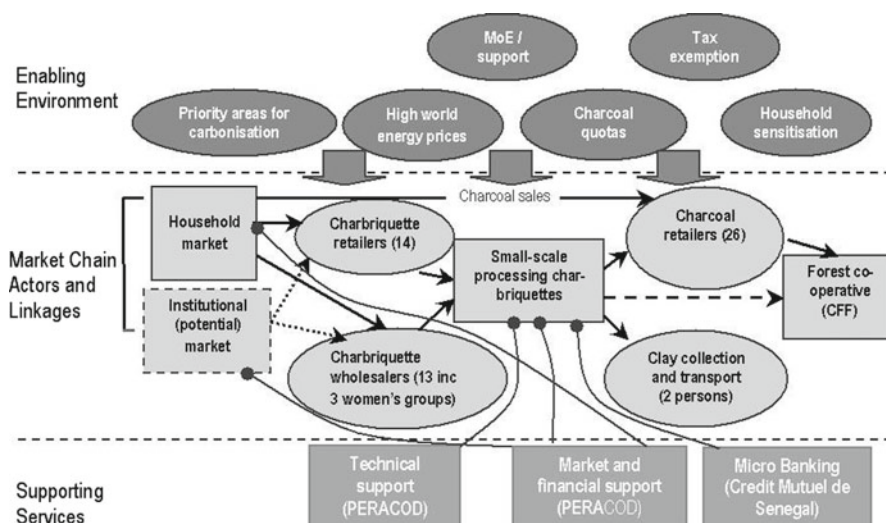 MoE /
support
Tax
exemption
Enabling
Environment
Priority areas for
carbonisation
High world
energy prices
Charcoal
quotas
Household
sensitisation
Charcoal sales
Household
market
Charbriquette
retailers (14)
Charcoal
retailers (26)
Market Chain
Actors and
Linkages
Small-scale
processing char-
briquettes
Forest co-
operative
(CFF)
Institutional
(potential)
market
Charbriquette
wholesalers (13 inc
3 women's groups)
Clay collection
and transport
(2 persons)
Supporting
Services
Technical
support
(PERACOD)
Market and
financial support
(PERACOD)
Micro Banking
(Credit Mutuel de
Senegal)